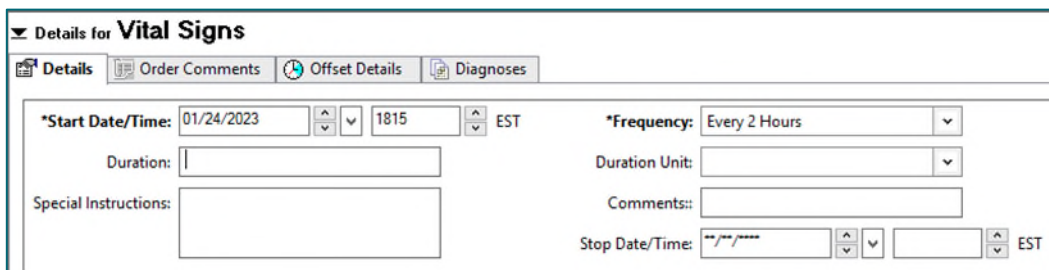 Details for Vital Signs
Details Order Comments Offset Details Diagnoses
*Start Date/Time: 01/24/2023 1815 EST *Frequency: Every 2 Hours
Duration: Duration Unit:
Special Instructions: Comments::
Stop Date/Time: **/**/**** EST